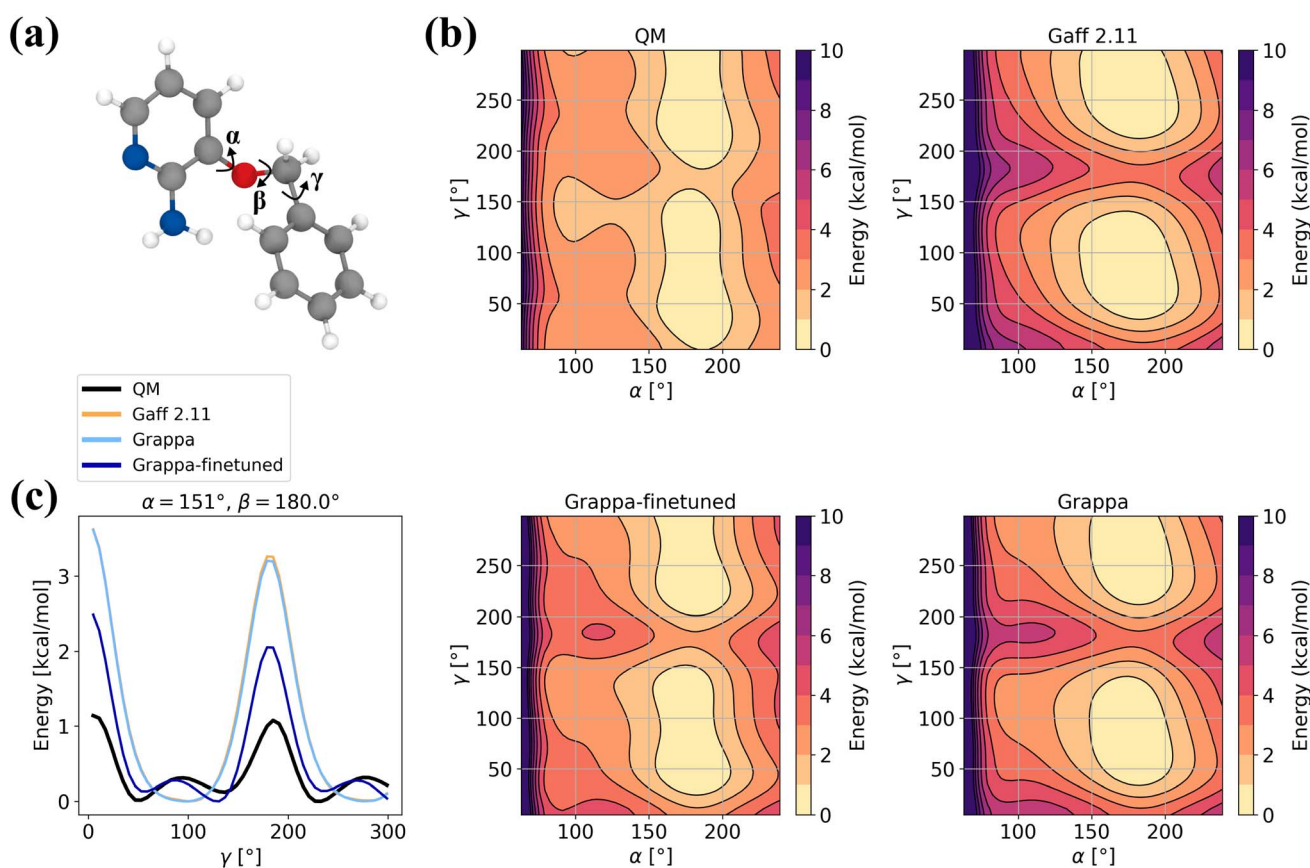 (a)
α
β
γ
(b)
QM
Gaff 2.11
250
200
150
100
50
γ [°]
100
150
200
α [°]
10
8
6
4
2
0
Energy (kcal/mol)
250
200
150
100
50
γ [°]
100
150
200
α [°]
10
8
6
4
2
0
Energy (kcal/mol)
QM
Gaff 2.11
Grappa
Grappa-finetuned
(c)
α = 151°, β = 180.0°
3
2
1
0
Energy [kcal/mol]
0
100
200
300
γ [°]
Grappa-finetuned
250
200
150
100
50
γ [°]
100
150
200
α [°]
10
8
6
4
2
0
Energy (kcal/mol)
Grappa
250
200
150
100
50
γ [°]
100
150
200
α [°]
10
8
6
4
2
0
Energy (kcal/mol)